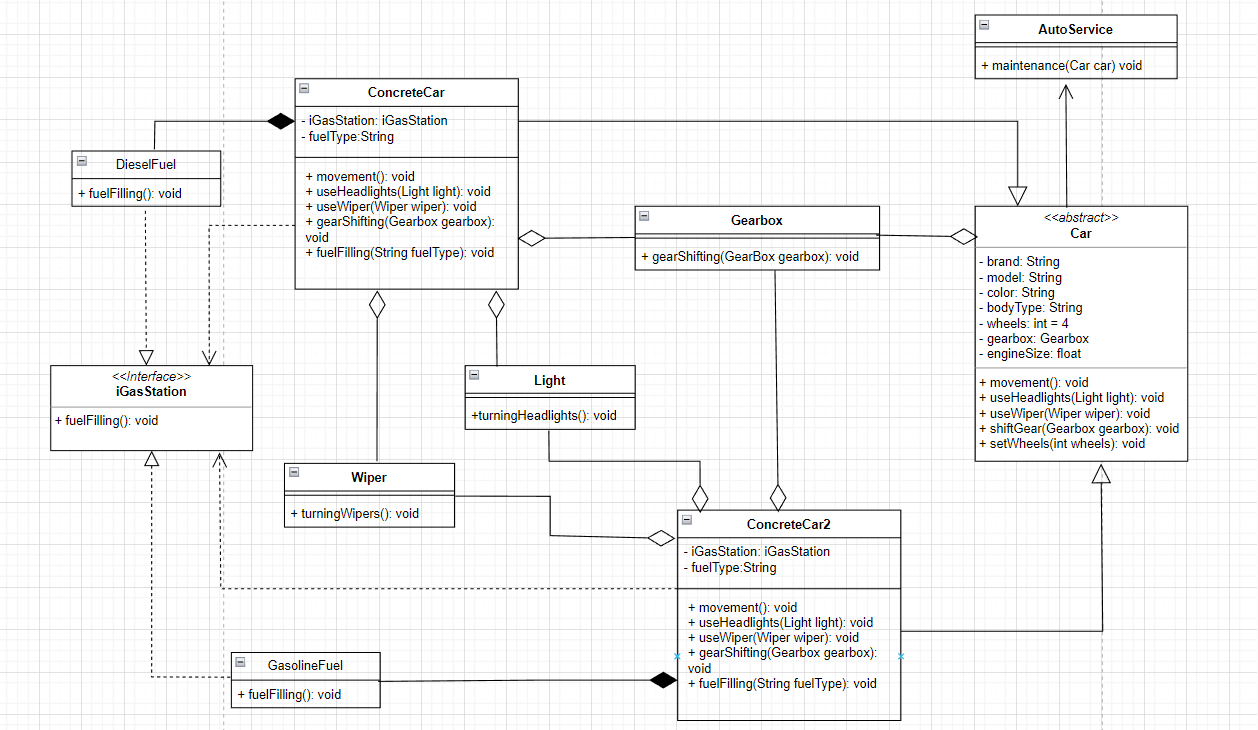 AutoService
+ maintenance(Car car) void
ConcreteCar
- iGasStation: iGasStation
- fuelType:String
+ movement(): void
+ useHeadlights(Light light): void
+ useWiper(Wiper wiper): void
+ gearShifting(Gearbox gearbox):
void
+ fuelFilling(String fuelType): void
DieselFuel
+ fuelFilling(): void
Gearbox
+ gearShifting(GearBox gearbox): void
<<abstract>>
Car
- brand: String
- model: String
- color: String
- bodyType: String
- wheels: int = 4
- gearbox: Gearbox
- engineSize: float
+ movement(): void
+ useHeadlights(Light light): void
+ useWiper(Wiper wiper): void
+ shiftGear(Gearbox gearbox): void
+ setWheels(int wheels): void
<<Interface>>
iGasStation
+ fuelFilling(): void
Light
+turningHeadlights(): void
Wiper
+ turningWipers(): void
ConcreteCar2
- iGasStation: iGasStation
- fuelType:String
+ movement(): void
+ useHeadlights(Light light): void
+ useWiper(Wiper wiper): void
+ gearShifting(Gearbox gearbox):
void
+ fuelFilling(String fuelType): void
GasolineFuel
+ fuelFilling(): void